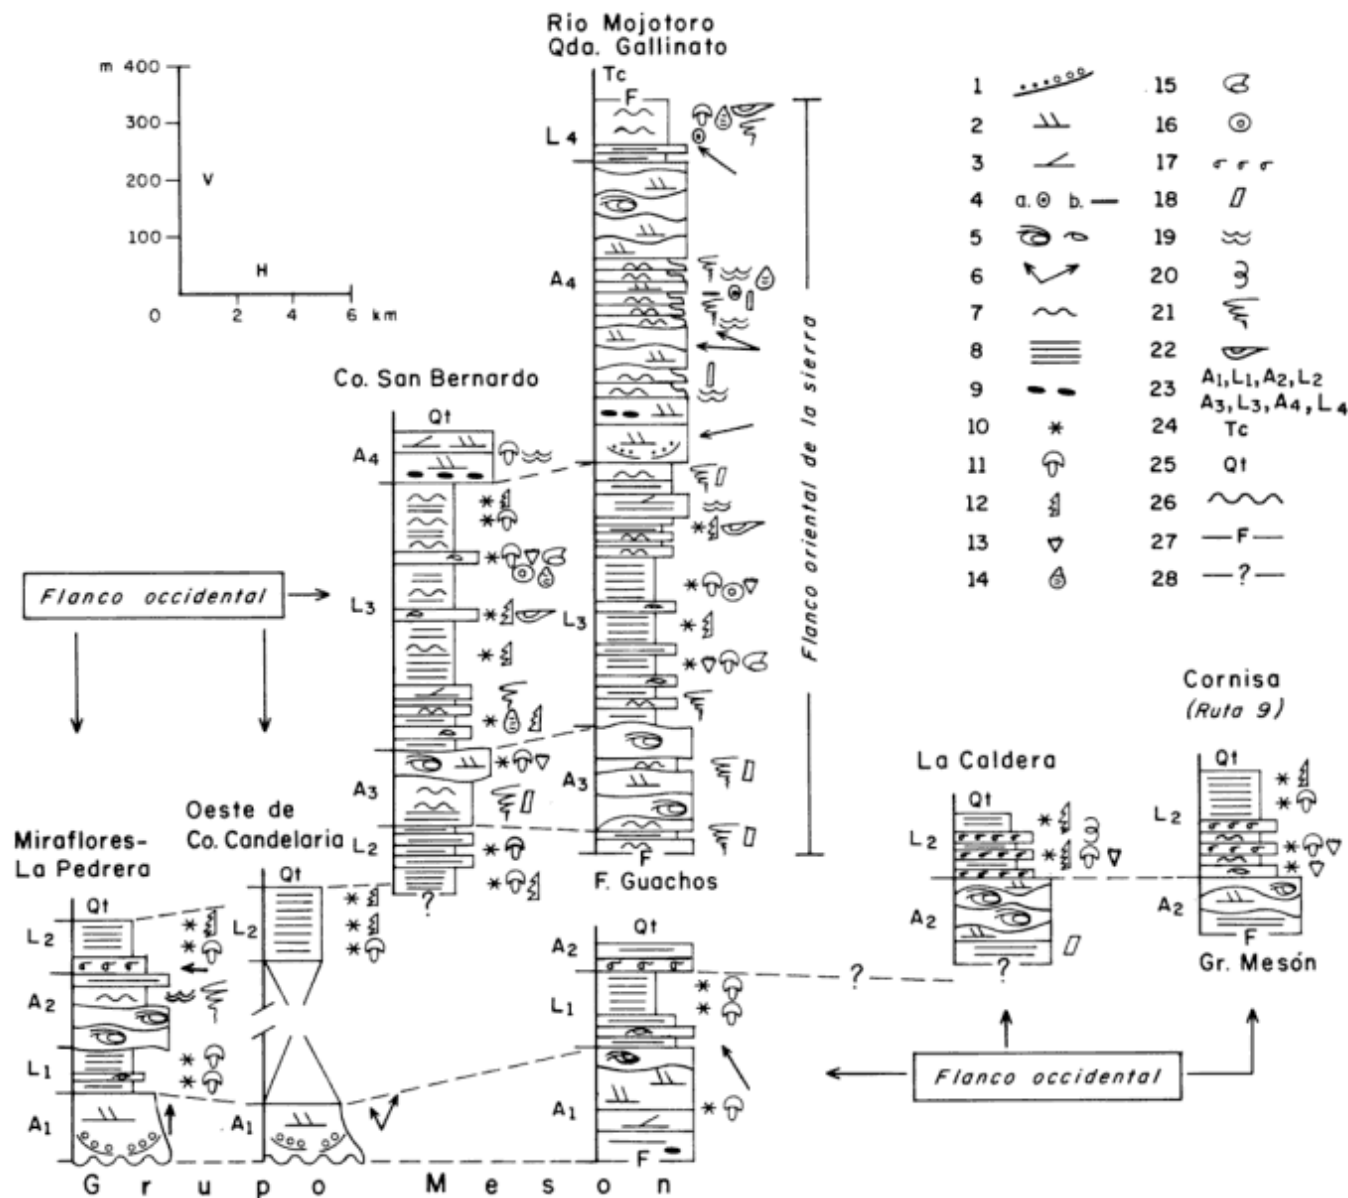 Rio Mojotoro
Qda. Gallinato
m 400
300
200
100
V
H
0 2 4 6 km
Tc
F
L4
A4
L3
A3
F
F. Guachos
Flanco oriental de la sierra
Co. San Bernardo
Qt
A4
L3
A3
L2
?
Flanco occidental
Miraflores-
La Pedrera
Qt
L2
A2
L1
A1
Oeste de
Co. Candelaria
Qt
L2
A1
Qt
A2
L1
A1
F
?
La Caldera
Qt
L2
A2
?
Cornisa
(Ruta 9)
Qt
L2
A2
F
Gr. Mesón
Flanco occidental
Grupo Meson
1
2
3
4 a. b.
5
6
7
8
9
10
11
12
13
14
15
16
17
18
19
20
21
22
23 A1, L1, A2, L2
A3, L3, A4, L4
24 Tc
25 Qt
26
27 F
28 ?